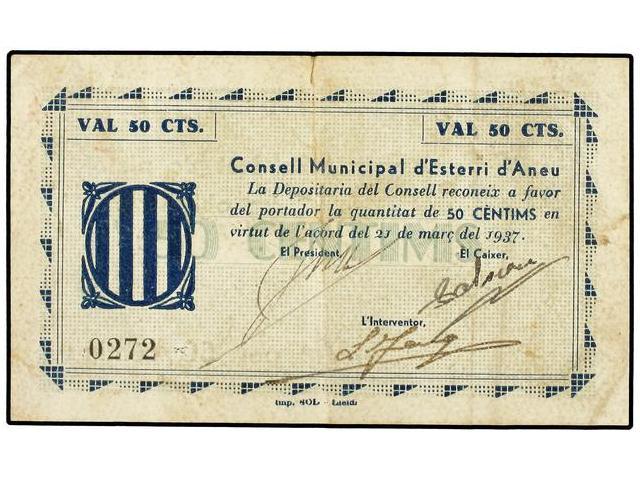 VAL 50 CTS.
VAL 50 CTS.
Consell Municipal d'Esterri d'Aneu
La Depositaria del Consell reconeix a favor
del portador la quantitat de 50 CÈNTIMS en
virtut de l'acord del 21 de març del 1937.
50 CÈNTIMS
El President,
El Caixer,
L'Interventor,
0272
Imp. SOL - Lleida